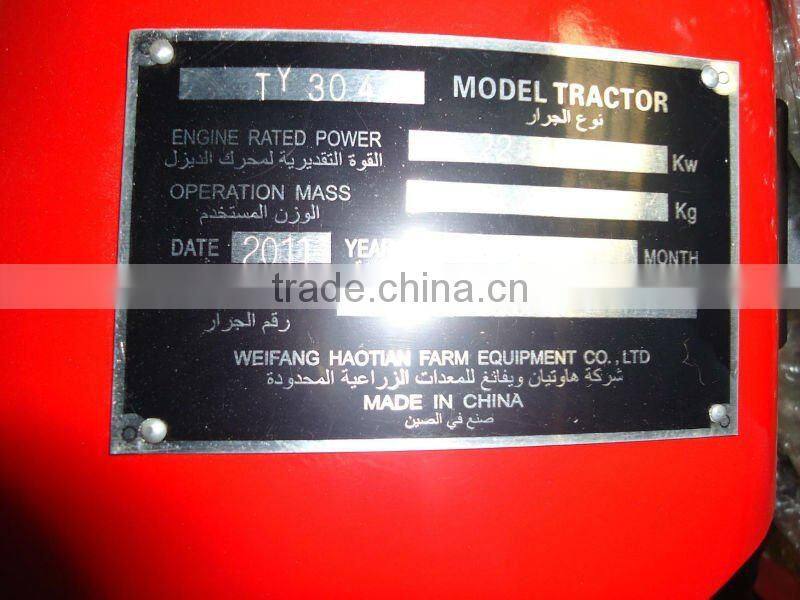 TY 304 MODEL TRACTOR
نوع الجرار
ENGINE RATED POWER Kw
القوة التقديرية لمحرك الديزل
OPERATION MASS Kg
الوزن المستخدم
DATE 2011 YEAR MONTH
trade.china.cn
رقم الجرار
WEIFANG HAOTIAN FARM EQUIPMENT CO.,LTD
شركة هاوتيان ويفانغ للمعدات الزراعية المحدودة
MADE IN CHINA
صنع في الصين